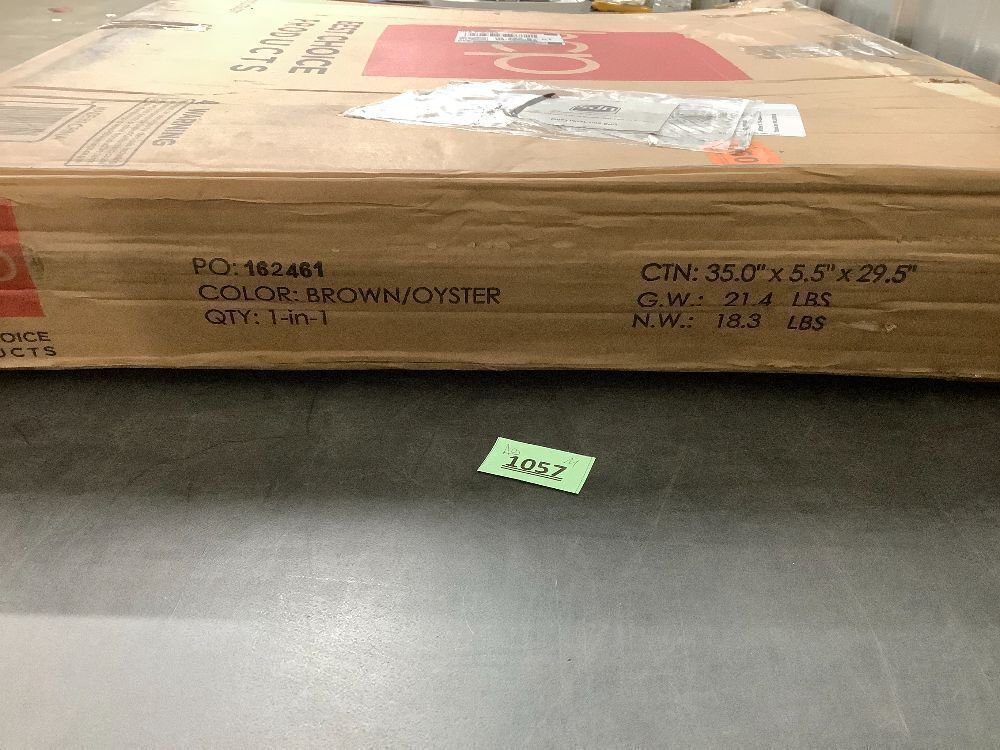 BEST CHOICE
PRODUCTS
WARNING
PO: 162461
COLOR: BROWN/OYSTER
QTY: 1-in-1
CTN: 35.0" x 5.5" x 29.5"
G.W.: 21.4 LBS
N.W.: 18.3 LBS
OICE
UCTS
1057